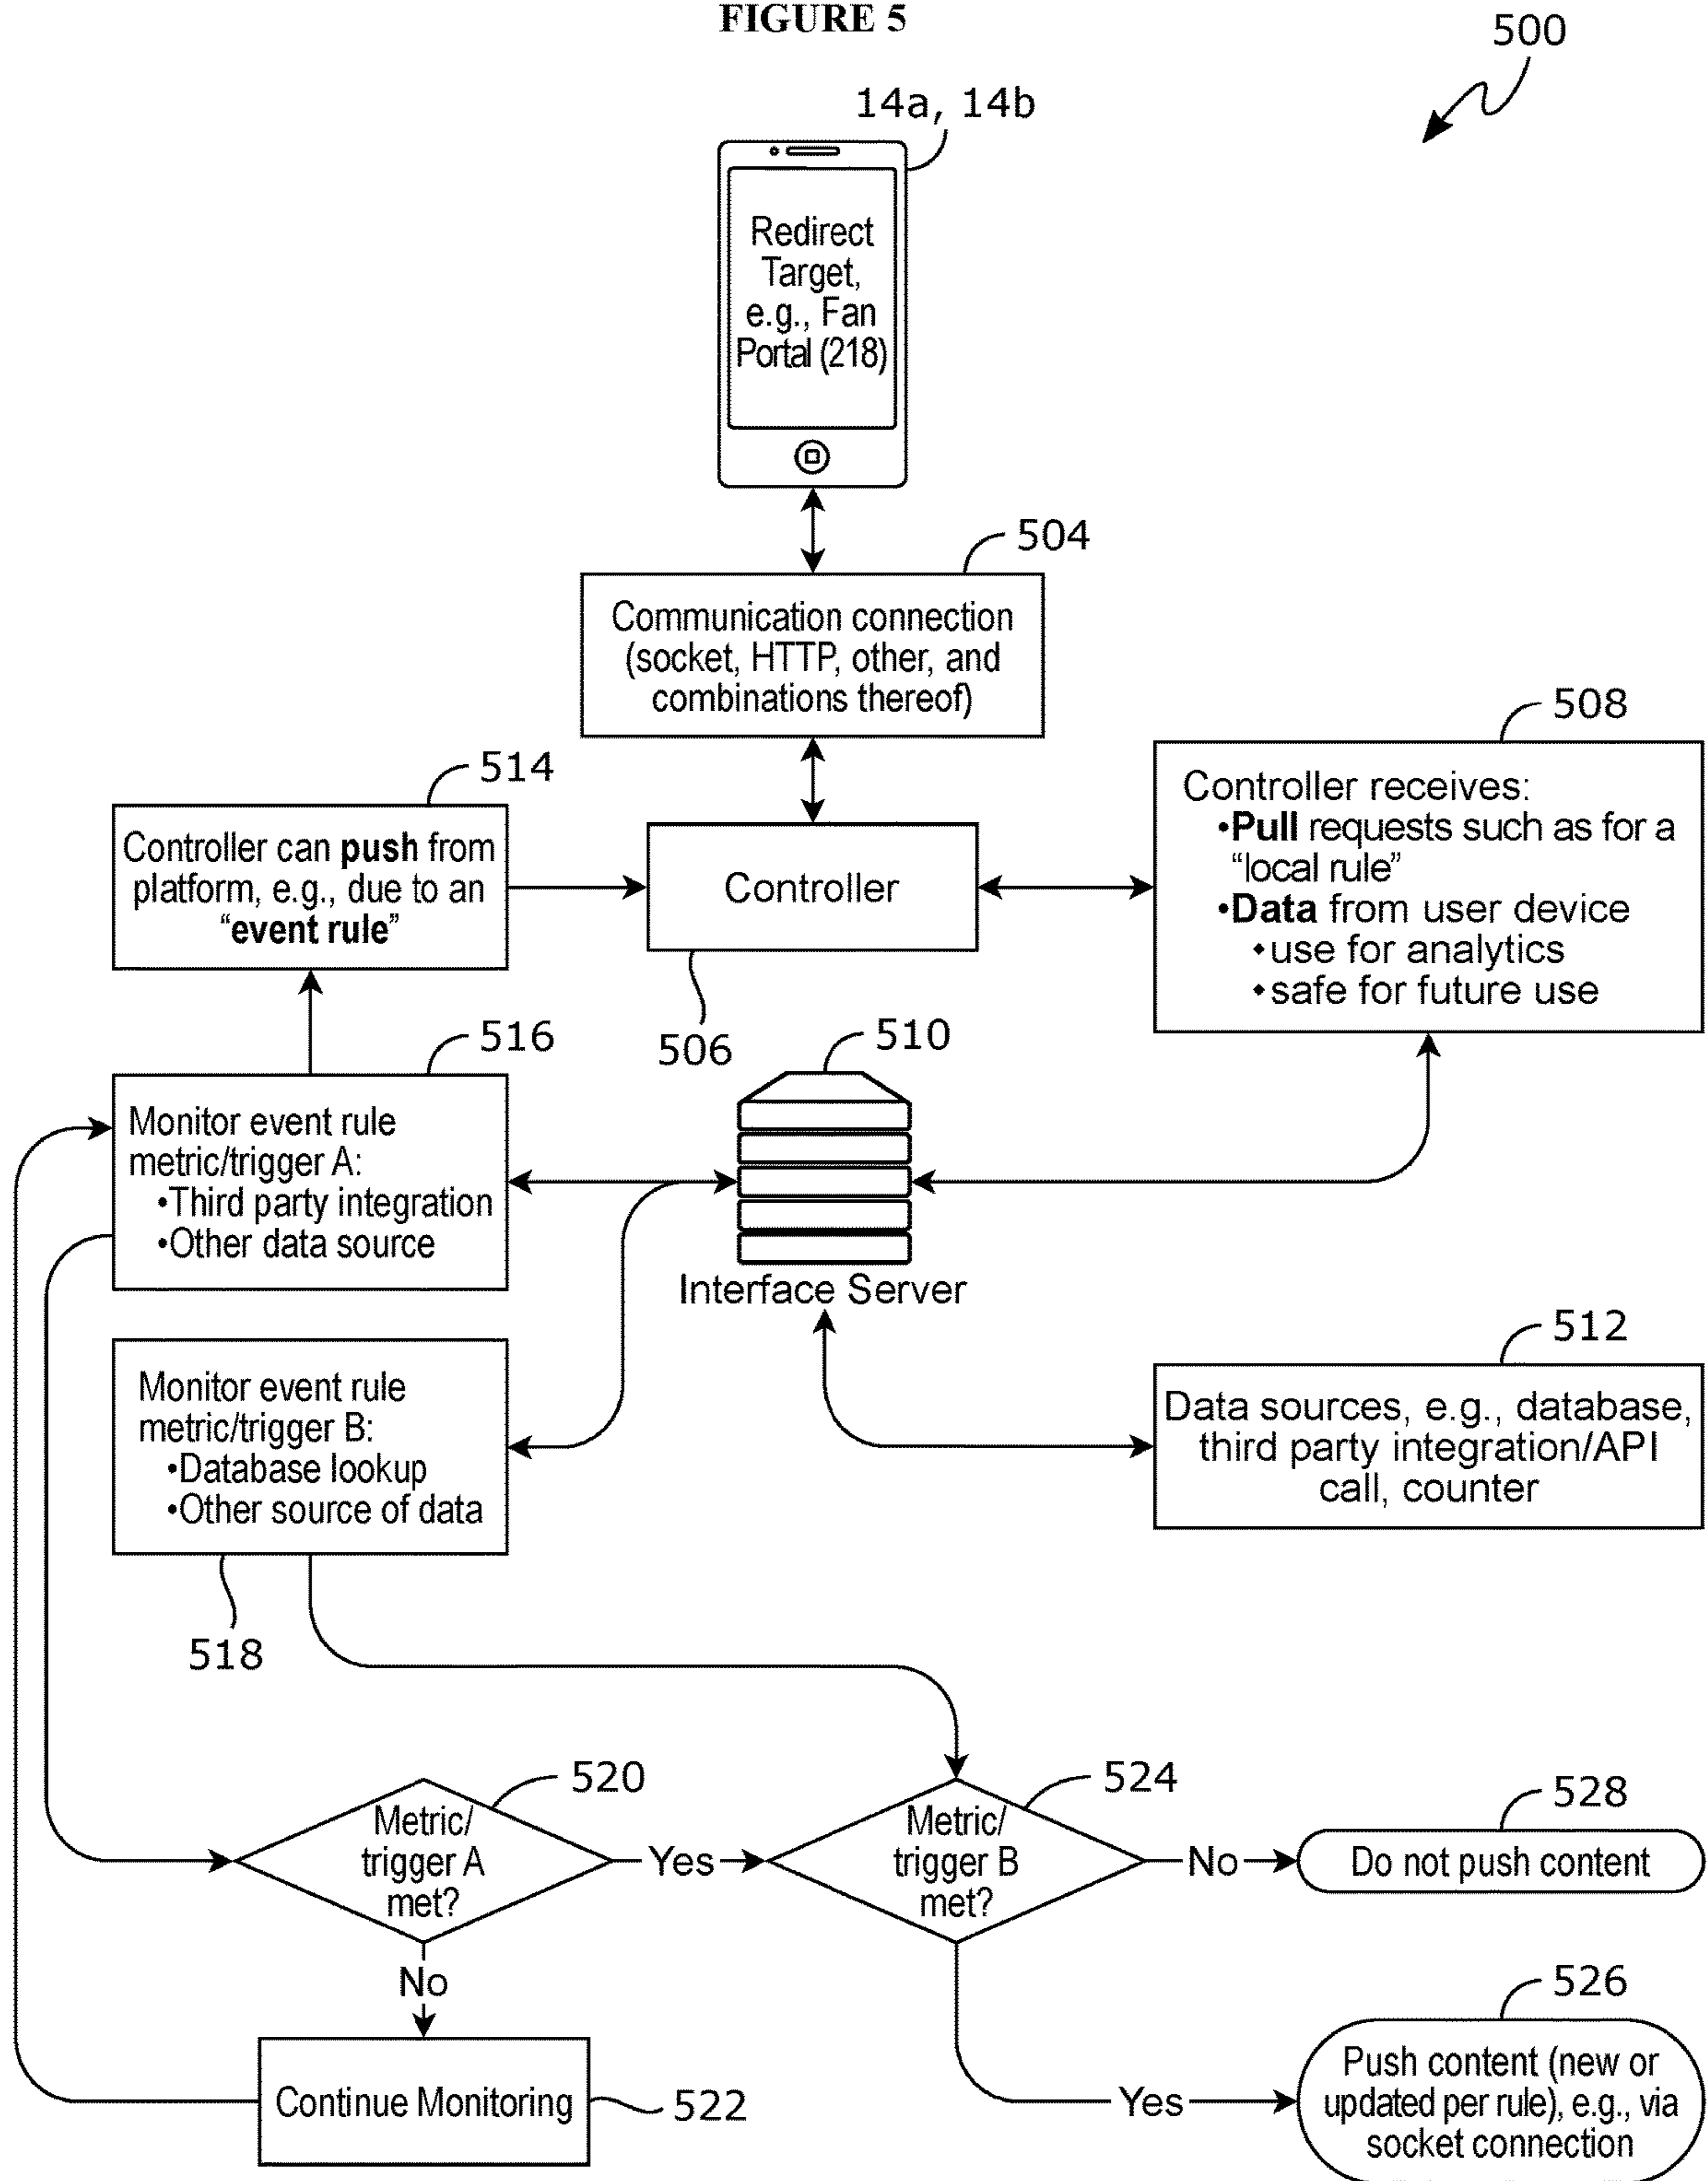 FIGURE 5
500
14a, 14b
Redirect
Target,
e.g., Fan
Portal (218)
504
Communication connection
(socket, HTTP, other, and
combinations thereof)
508
Controller receives:
•Pull requests such as for a
“local rule”
•Data from user device
◆use for analytics
◆safe for future use
514
Controller can push from
platform, e.g., due to an
“event rule”
Controller
506
516
Monitor event rule
metric/trigger A:
•Third party integration
•Other data source
510
Interface Server
512
Data sources, e.g., database,
third party integration/API
call, counter
Monitor event rule
metric/trigger B:
•Database lookup
•Other source of data
518
520
Metric/
trigger A
met?
Yes
524
Metric/
trigger B
met?
No
528
Do not push content
No
Continue Monitoring
522
Yes
526
Push content (new or
updated per rule), e.g., via
socket connection